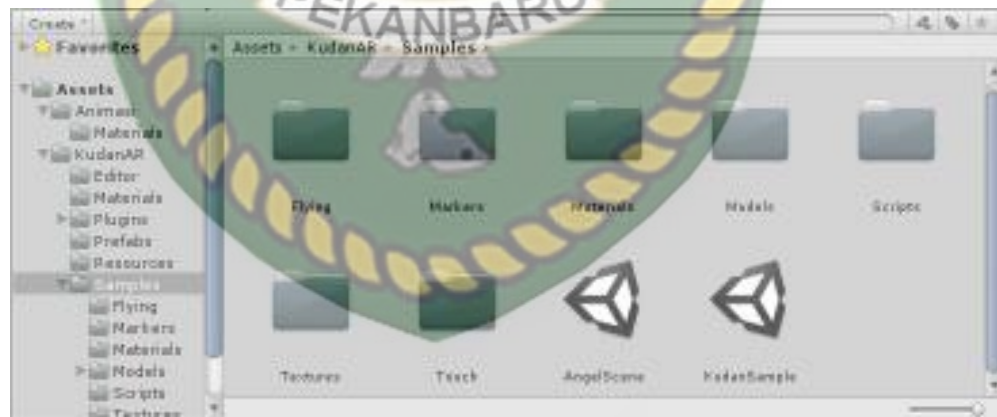 PEKANBARU
Create
Favorites
Assets
Animasi
Materials
KudanAR
Editor
Materials
Plugins
Prefabs
Resources
Samples
Flying
Markers
Materials
Models
Scripts
Textures
Assets KudanAR Samples
Flying Markers Materials Models Scripts
Textures Touch AngelScene KudanSample